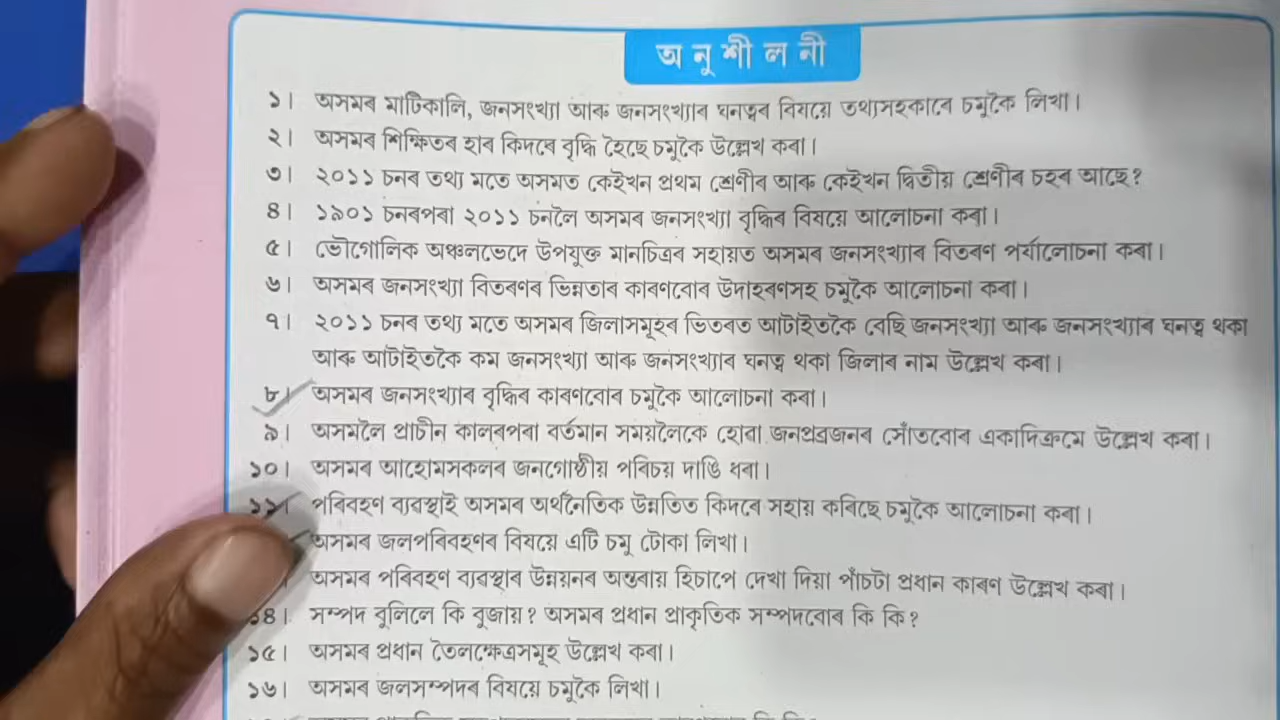 অনুশীলনী
১। অসমৰ মাটিকালি, জনসংখ্যা আৰু জনসংখ্যাৰ ঘনত্বৰ বিষয়ে তথ্যসহকাৰে চমুকৈ লিখা।
২। অসমৰ শিক্ষিতৰ হাৰ কিদৰে বৃদ্ধি হৈছে চমুকৈ উল্লেখ কৰা।
৩। ২০১১ চনৰ তথ্য মতে অসমত কেইখন প্ৰথম শ্ৰেণীৰ আৰু কেইখন দ্বিতীয় শ্ৰেণীৰ চহৰ আছে?
৪। ১৯০১ চনৰপৰা ২০১১ চনলৈ অসমৰ জনসংখ্যা বৃদ্ধিৰ বিষয়ে আলোচনা কৰা।
৫। ভৌগোলিক অঞ্চলভেদে উপযুক্ত মানচিত্ৰৰ সহায়ত অসমৰ জনসংখ্যাৰ বিতৰণ পৰ্যালোচনা কৰা।
৬। অসমৰ জনসংখ্যা বিতৰণৰ ভিন্নতাৰ কাৰণবোৰ উদাহৰণসহ চমুকৈ আলোচনা কৰা।
৭। ২০১১ চনৰ তথ্য মতে অসমৰ জিলাসমূহৰ ভিতৰত আটাইতকৈ বেছি জনসংখ্যা আৰু জনসংখ্যাৰ ঘনত্ব থকা
আৰু আটাইতকৈ কম জনসংখ্যা আৰু জনসংখ্যাৰ ঘনত্ব থকা জিলাৰ নাম উল্লেখ কৰা।
৮। অসমৰ জনসংখ্যাৰ বৃদ্ধিৰ কাৰণবোৰ চমুকৈ আলোচনা কৰা।
৯। অসমলৈ প্ৰাচীন কালৰপৰা বৰ্তমান সময়লৈকে হোৱা জনপ্ৰব্ৰজনৰ সোঁতবোৰ একাদিক্ৰমে উল্লেখ কৰা।
১০। অসমৰ আহোমসকলৰ জনগোষ্ঠীয় পৰিচয় দাঙি ধৰা।
১১। পৰিবহণ ব্যৱস্থাই অসমৰ অৰ্থনৈতিক উন্নতিত কিদৰে সহায় কৰিছে চমুকৈ আলোচনা কৰা।
অসমৰ জলপৰিবহণৰ বিষয়ে এটি চমু টোকা লিখা।
অসমৰ পৰিবহণ ব্যৱস্থাৰ উন্নয়নৰ অন্তৰায় হিচাপে দেখা দিয়া পাঁচটা প্ৰধান কাৰণ উল্লেখ কৰা।
১৪। সম্পদ বুলিলে কি বুজায়? অসমৰ প্ৰধান প্ৰাকৃতিক সম্পদবোৰ কি কি?
১৫। অসমৰ প্ৰধান তৈলক্ষেত্ৰসমূহ উল্লেখ কৰা।
১৬। অসমৰ জলসম্পদৰ বিষয়ে চমুকৈ লিখা।